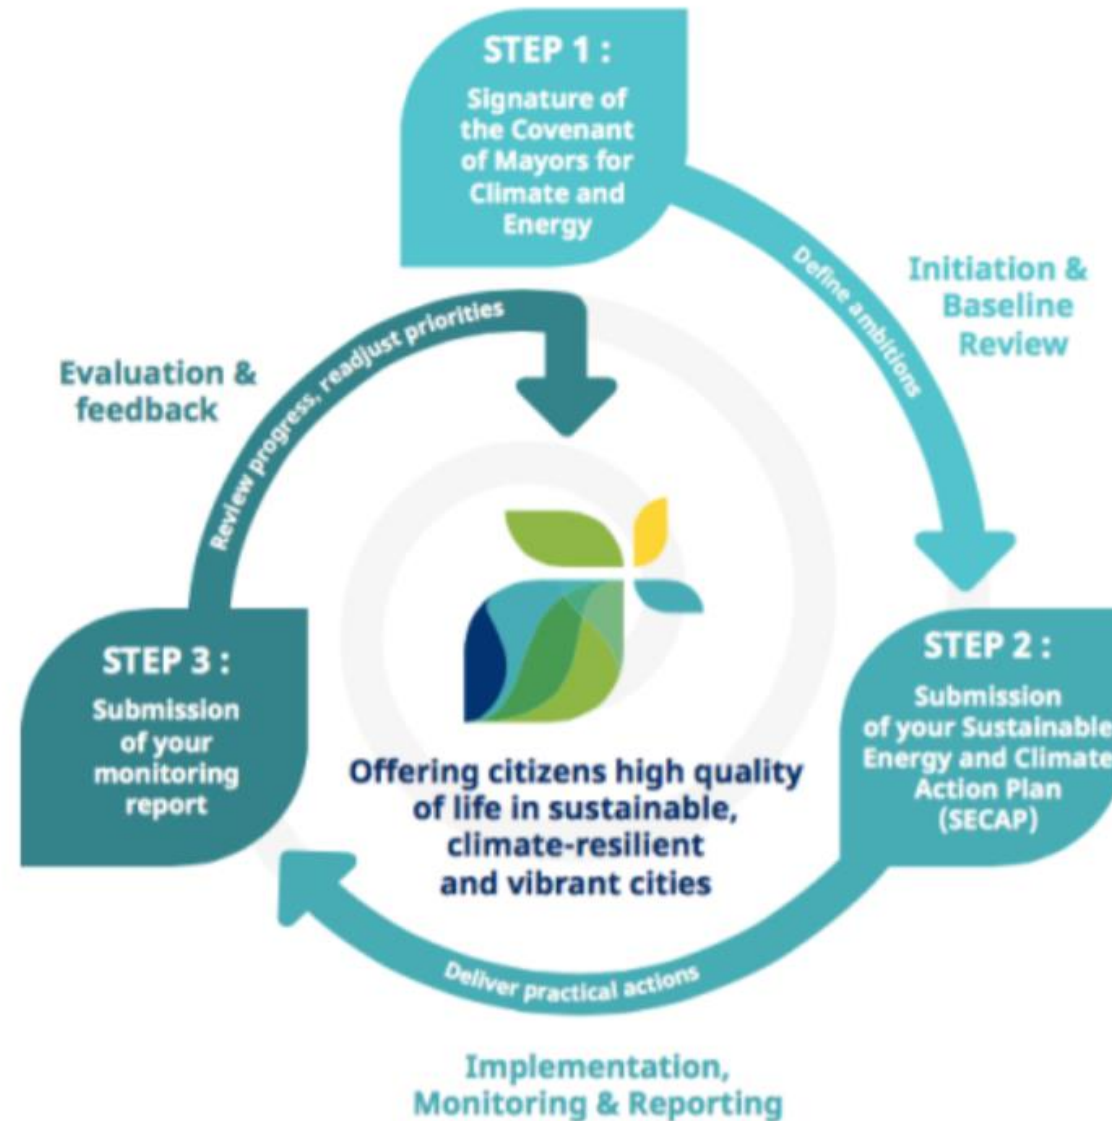 STEP 1 :
Signature of
the Covenant
of Mayors for
Climate and
Energy
Define ambitions
Initiation &
Baseline
Review
STEP 2 :
Submission
of your Sustainable
Energy and Climate
Action Plan
(SECAP)
Deliver practical actions
Implementation,
Monitoring & Reporting
STEP 3 :
Submission
of your
monitoring
report
Review progress, readjust priorities
Evaluation &
feedback
Offering citizens high quality
of life in sustainable,
climate-resilient
and vibrant cities